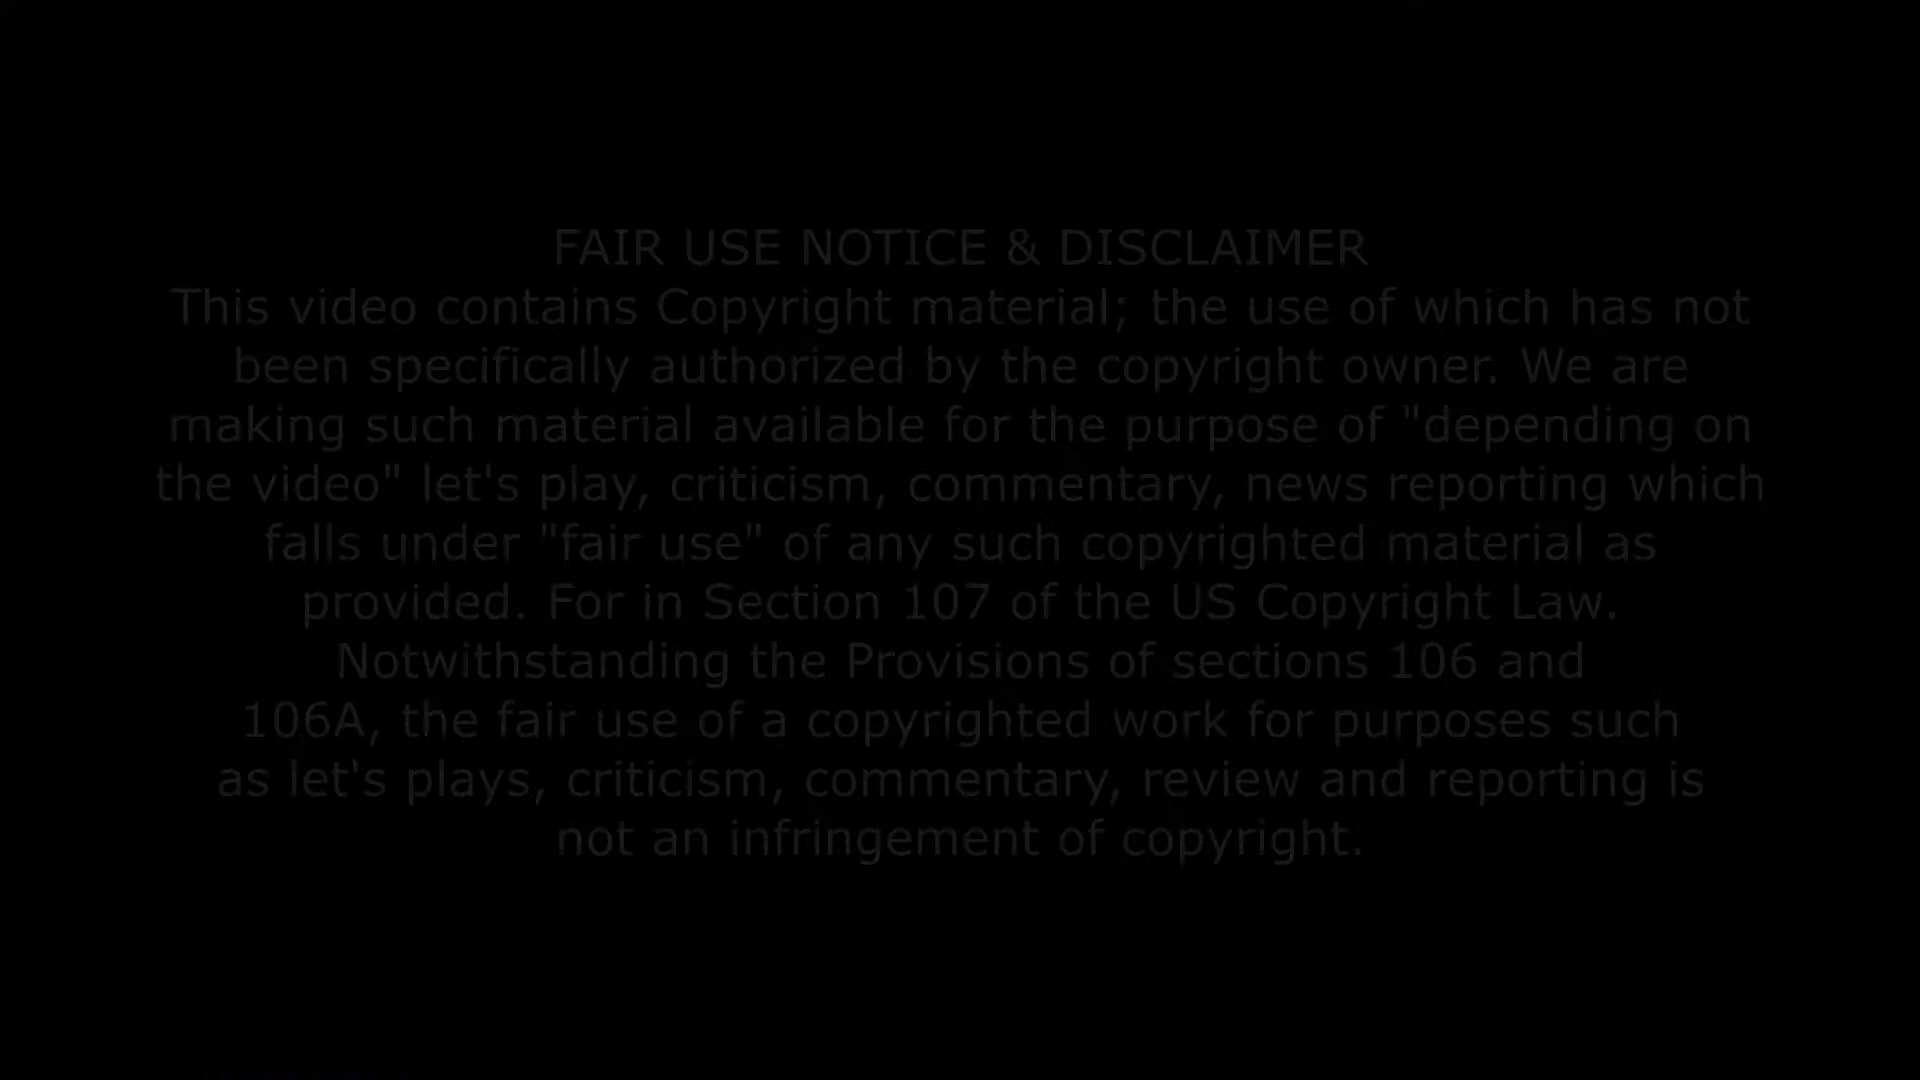 FAIR USE NOTICE & DISCLAIMER
This video contains Copyright material; the use of which has not
been specifically authorized by the copyright owner. We are
making such material available for the purpose of "depending on
the video" let's play, criticism, commentary, news reporting which
falls under "fair use" of any such copyrighted material as
provided. For in Section 107 of the US Copyright Law.
Notwithstanding the Provisions of sections 106 and
106A, the fair use of a copyrighted work for purposes such
as let's plays, criticism, commentary, review and reporting is
not an infringement of copyright.